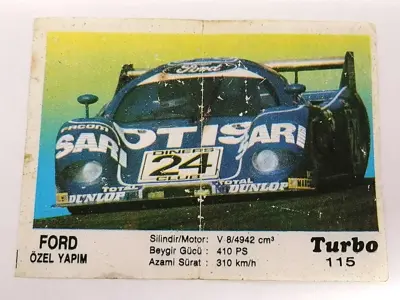 Ford
FACOM
SARI OTIS SARI
DINERS
24
CLUB
TOTAL TOTAL
DUNLOP DUNLOP
FORD
ÖZEL YAPIM
Silindir/Motor: V 8/4942 cm³
Beygir Gücü : 410 PS
Azami Sürat : 310 km/h
Turbo
115